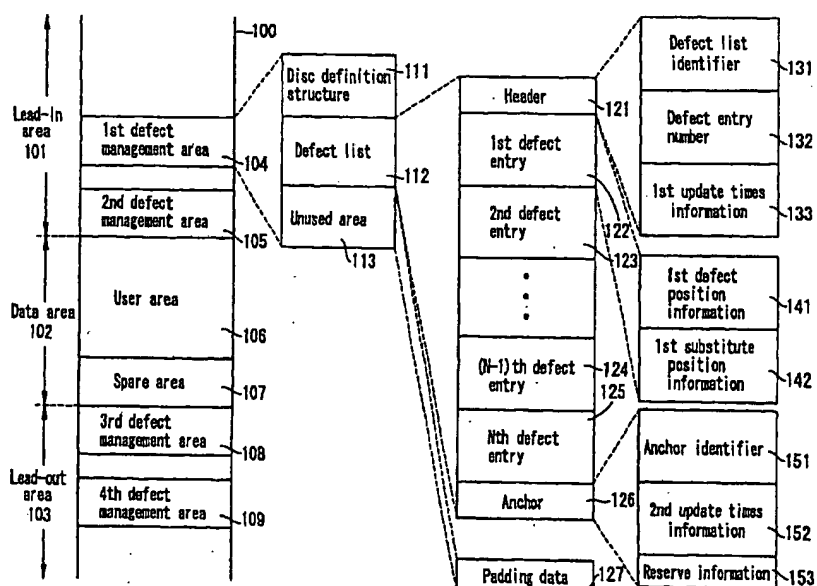 100
Lead-in
area
101
1st defect
management area
104
2nd defect
management area
105
Data area
102
User area
106
Spare area
107
Lead-out
area
103
3rd defect
management area
108
4th defect
management area
109
111
Disc definition
structure
Defect list
112
Unused area
113
Header
121
1st defect
entry
122
2nd defect
entry
123
(N-1)th defect
entry
124
125
Nth defect
entry
Anchor
126
Padding data
127
Defect list
identifier
131
Defect entry
number
132
1st update times
information
133
1st defect
position
information
141
1st substitute
position
information
142
Anchor identifier
151
2nd update times
information
152
Reserve information
153